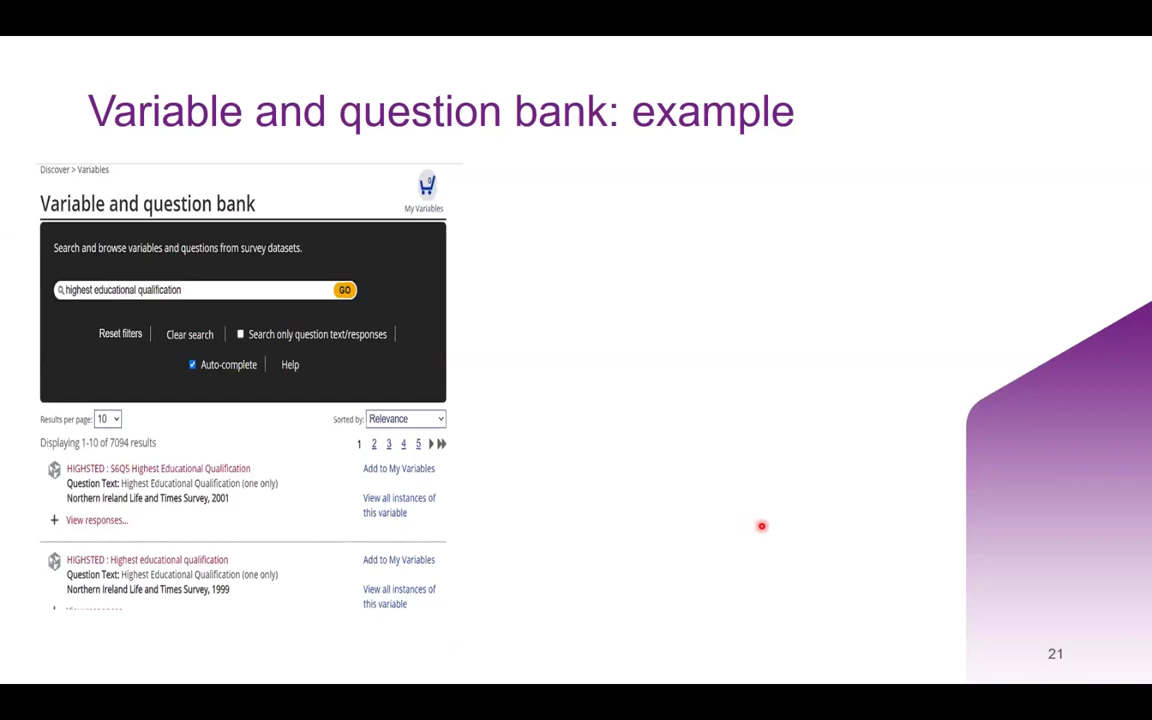 Variable and question bank: example
Discover > Variables
0
My Variables
Variable and question bank
Search and browse variables and questions from survey datasets.
highest educational qualification GO
Reset filters Clear search Search only question text/responses
Auto-complete Help
Results per page: 10 Sorted by: Relevance
Displaying 1-10 of 7094 results 1 2 3 4 5
HIGHSTED : S6Q5 Highest Educational Qualification Add to My Variables
Question Text: Highest Educational Qualification (one only)
Northern Ireland Life and Times Survey, 2001 View all instances of
this variable
+ View responses...
HIGHSTED : Highest educational qualification Add to My Variables
Question Text: Highest Educational Qualification (one only)
Northern Ireland Life and Times Survey, 1999 View all instances of
this variable
21